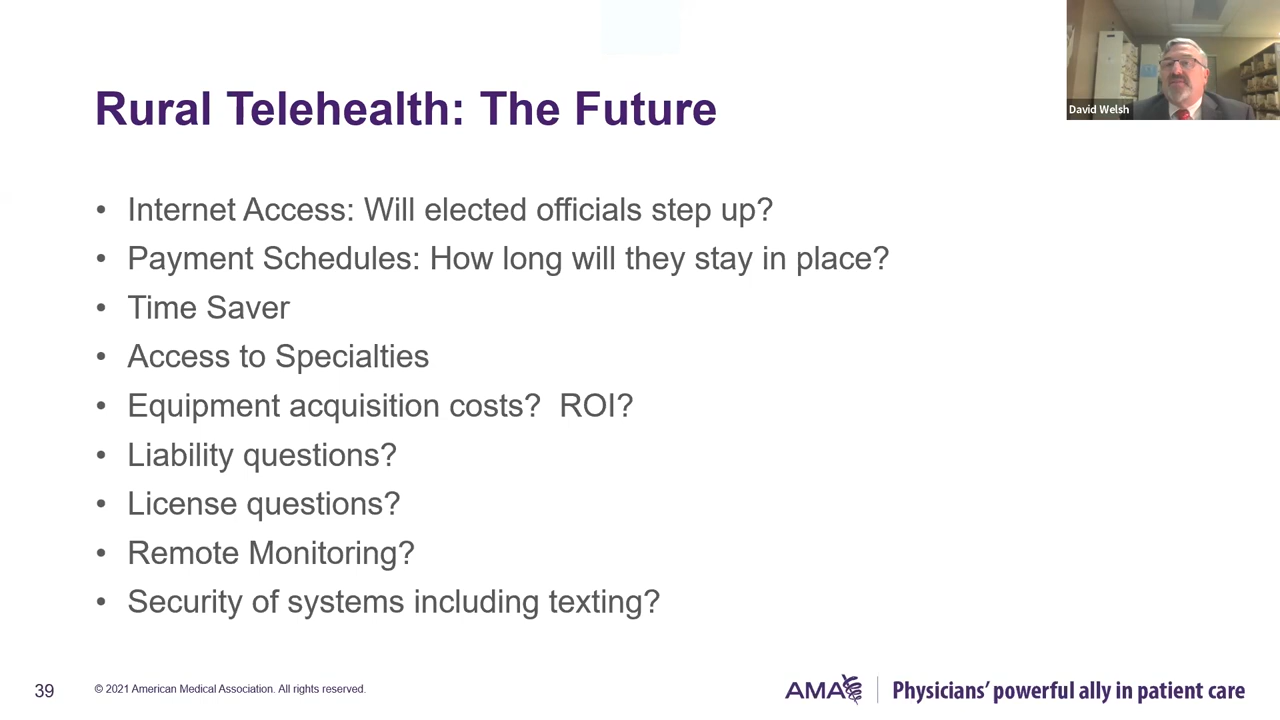 Rural Telehealth: The Future
David Welsh
• Internet Access: Will elected officials step up?
• Payment Schedules: How long will they stay in place?
• Time Saver
• Access to Specialties
• Equipment acquisition costs?  ROI?
• Liability questions?
• License questions?
• Remote Monitoring?
• Security of systems including texting?
39
© 2021 American Medical Association. All rights reserved.
AMA
Physicians' powerful ally in patient care